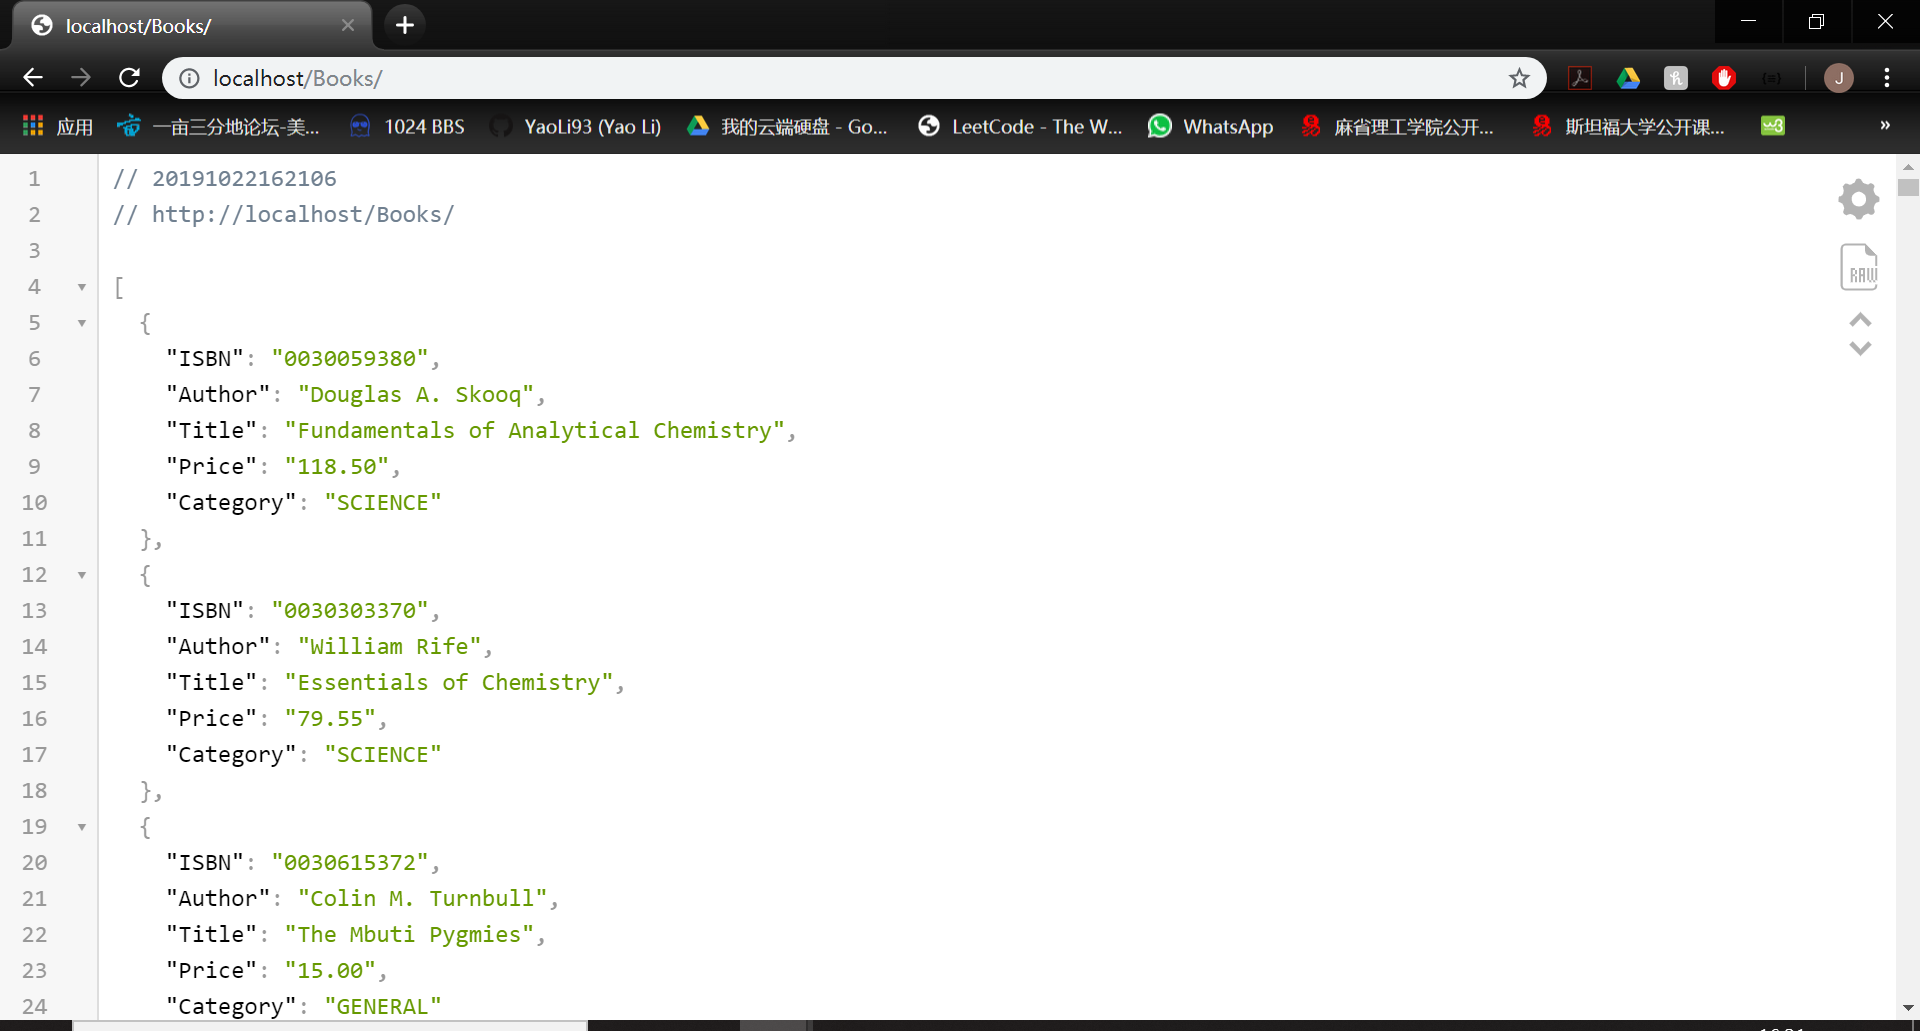 localhost/Books/
localhost/Books/
J
应用 一亩三分地论坛-美... 1024 BBS YaoLi93 (Yao Li) 我的云端硬盘 - Go... LeetCode - The W... WhatsApp 麻省理工学院公开... 斯坦福大学公开课... w3 »
1 // 20191022162106
2 // http://localhost/Books/
3
4 [
5 {
6 "ISBN": "0030059380",
7 "Author": "Douglas A. Skooq",
8 "Title": "Fundamentals of Analytical Chemistry",
9 "Price": "118.50",
10 "Category": "SCIENCE"
11 },
12 {
13 "ISBN": "0030303370",
14 "Author": "William Rife",
15 "Title": "Essentials of Chemistry",
16 "Price": "79.55",
17 "Category": "SCIENCE"
18 },
19 {
20 "ISBN": "0030615372",
21 "Author": "Colin M. Turnbull",
22 "Title": "The Mbuti Pygmies",
23 "Price": "15.00",
24 "Category": "GENERAL"
RAW